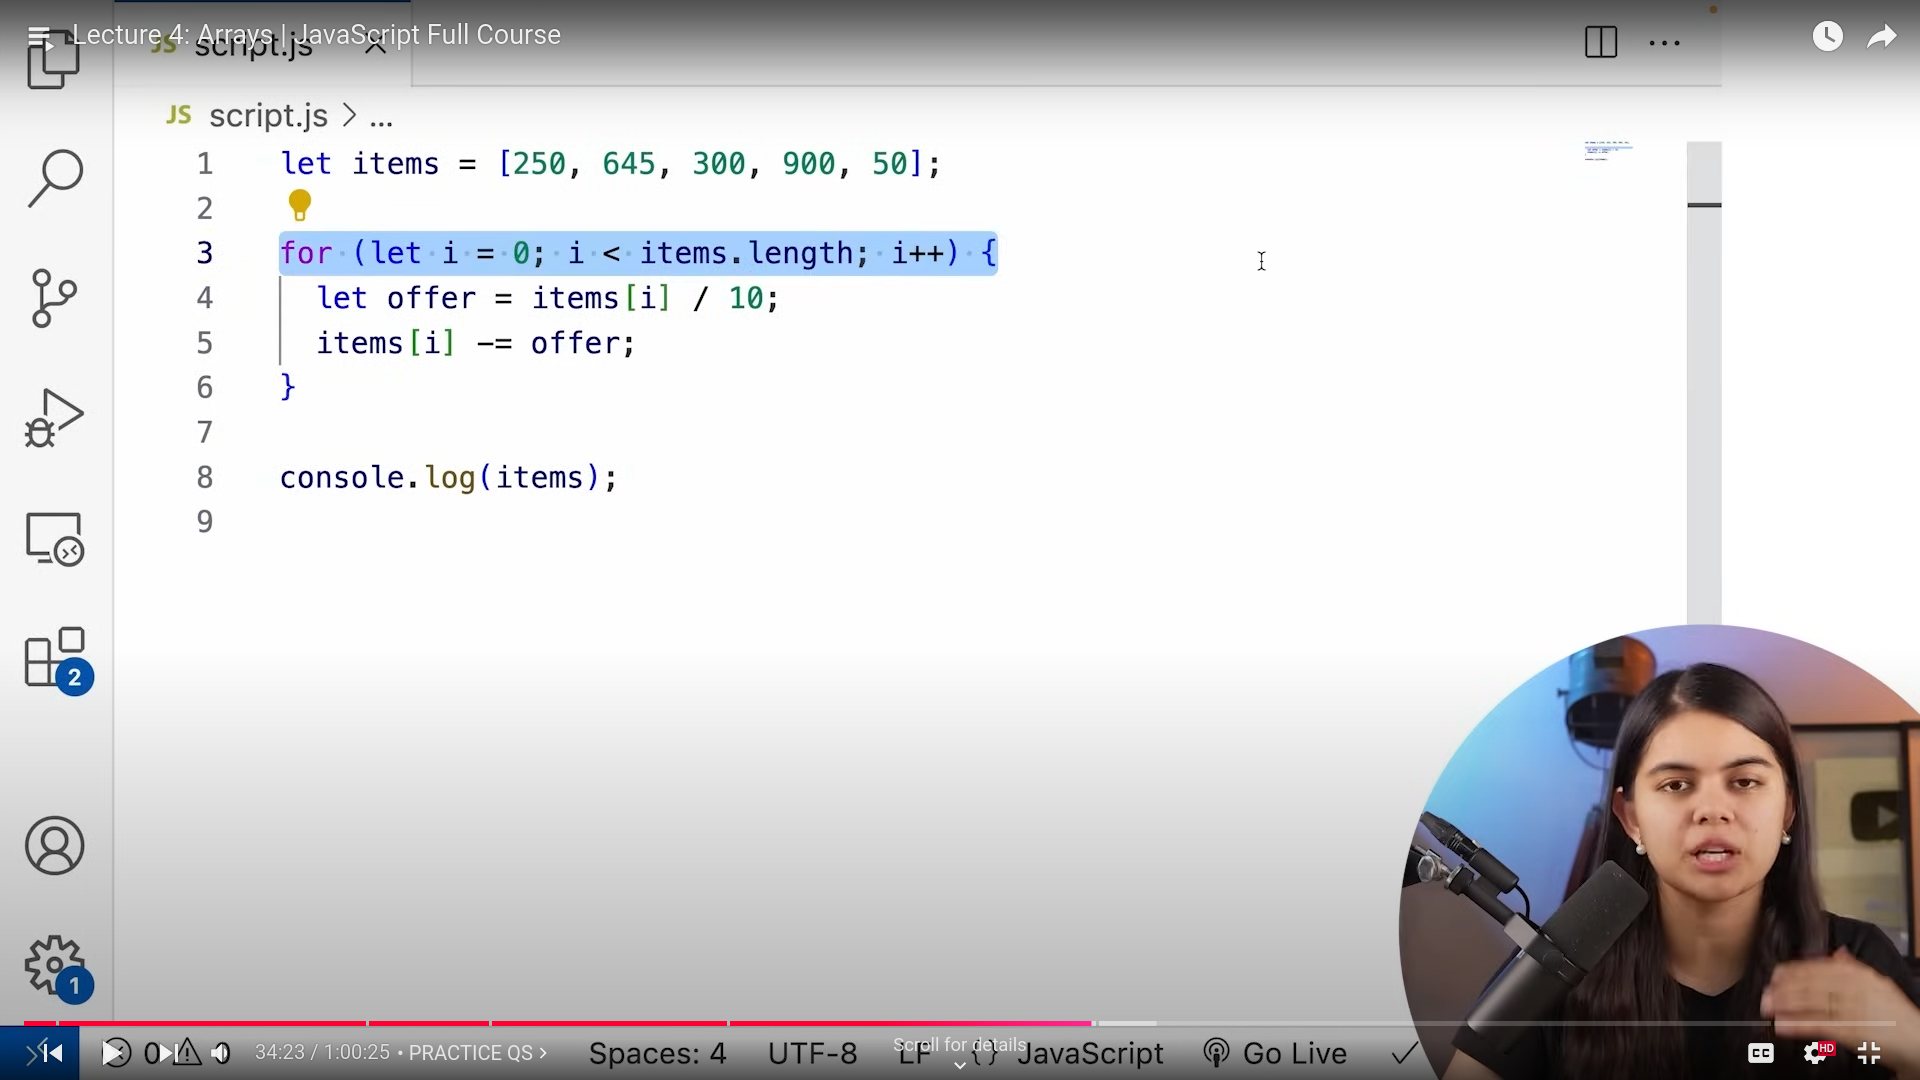 Lecture 4: Arrays | JavaScript Full Course
JS script.js
JS script.js > ...
1 let items = [250, 645, 300, 900, 50];
2
3 for (let i = 0; i < items.length; i++) {
4 let offer = items[i] / 10;
5 items[i] -= offer;
6 }
7
8 console.log(items);
9
2
1
0 0
34:23 / 1:00:25 • PRACTICE QS >
Spaces: 4 UTF-8 LF {} JavaScript Go Live
Scroll for details
CC
HD